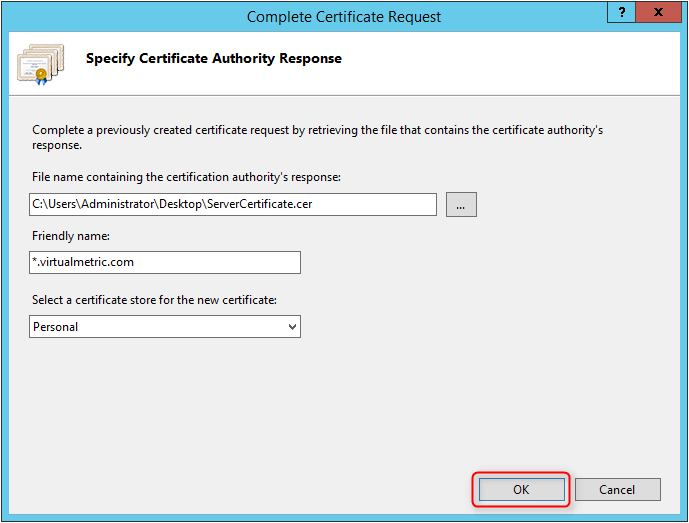 Complete Certificate Request
? x
Specify Certificate Authority Response
Complete a previously created certificate request by retrieving the file that contains the certificate authority's
response.
File name containing the certification authority's response:
C:\Users\Administrator\Desktop\ServerCertificate.cer
...
Friendly name:
*.virtualmetric.com
Select a certificate store for the new certificate:
Personal
OK
Cancel